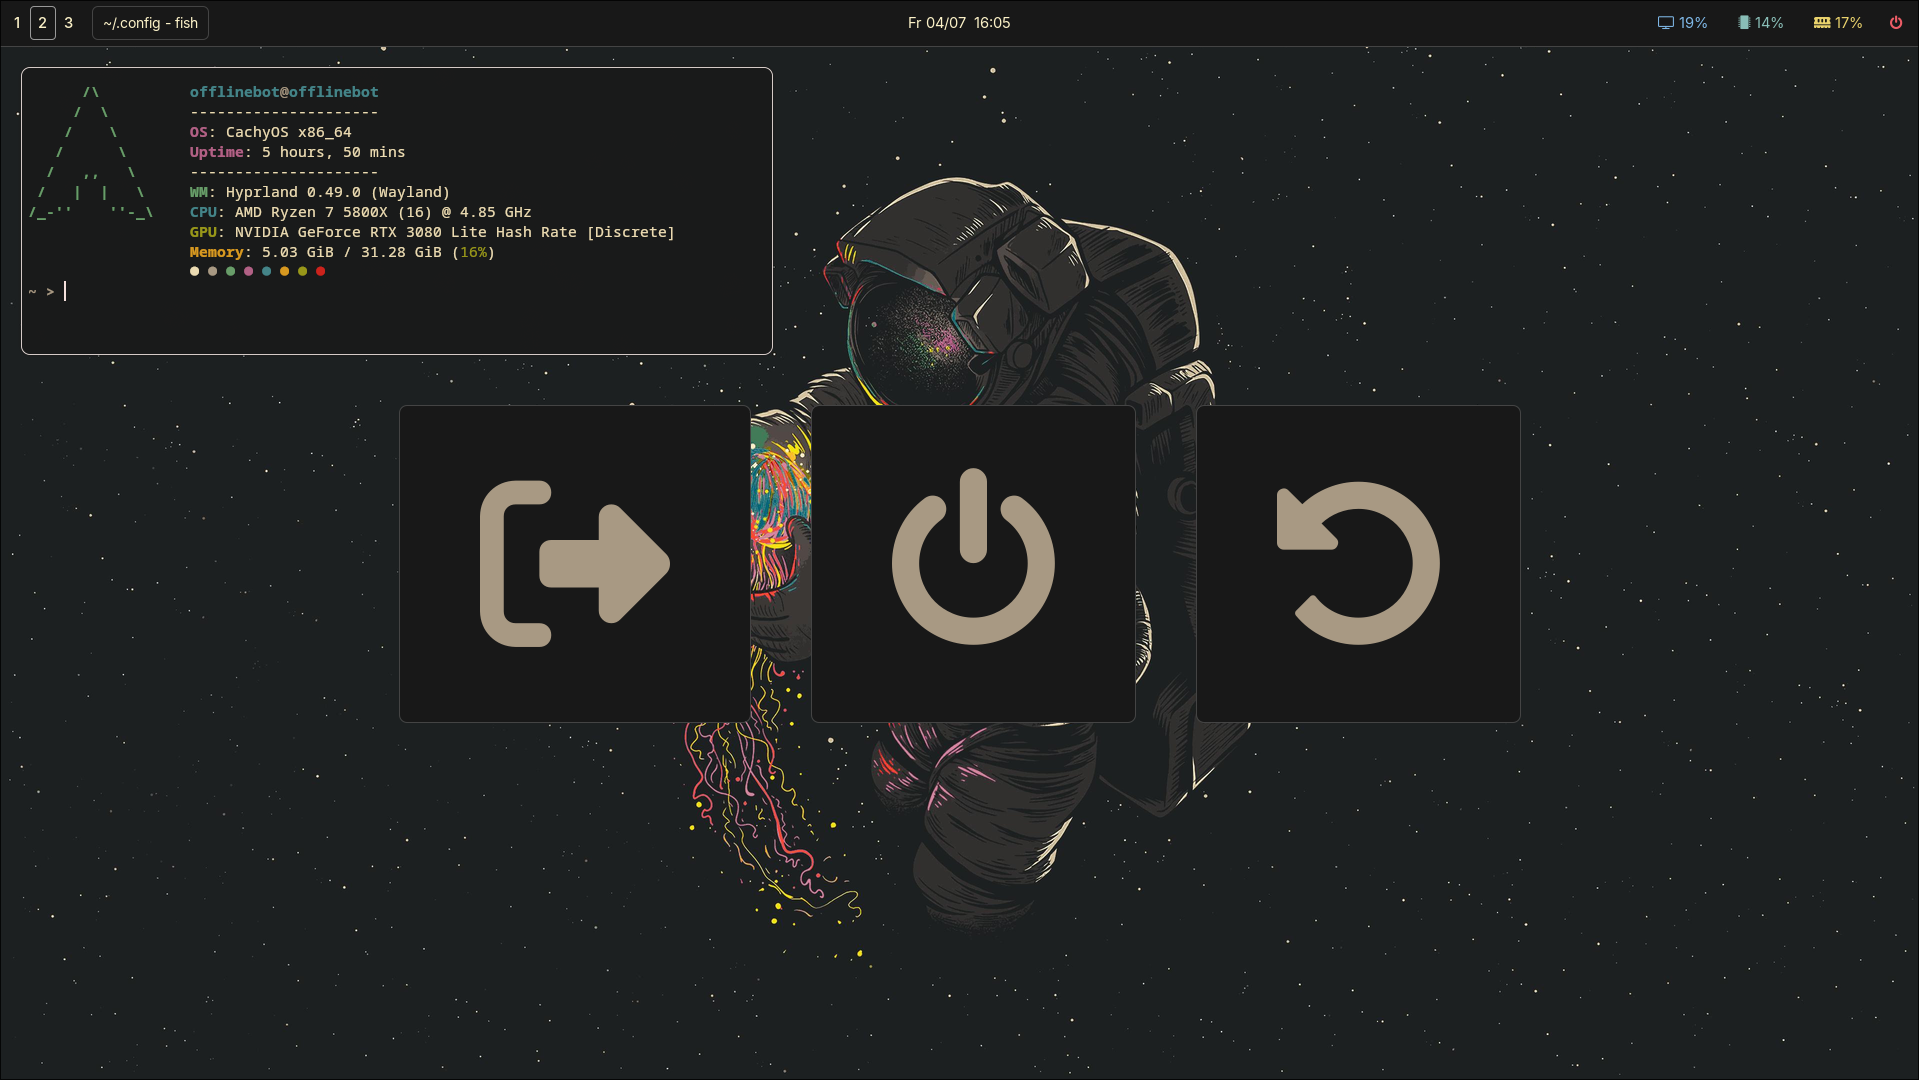 1 2 3 ~/.config - fish Fr 04/07 16:05 19% 14% 17%
/\ offlinebot@offlinebot
/  \ ---------------------
/    \ OS: CachyOS x86_64
/      \ Uptime: 5 hours, 50 mins
/   ,,   \ ---------------------
/   |  |   \ WM: Hyprland 0.49.0 (Wayland)
/_-''    ''-_\ CPU: AMD Ryzen 7 5800X (16) @ 4.85 GHz
GPU: NVIDIA GeForce RTX 3080 Lite Hash Rate [Discrete]
Memory: 5.03 GiB / 31.28 GiB (16%)
~ >